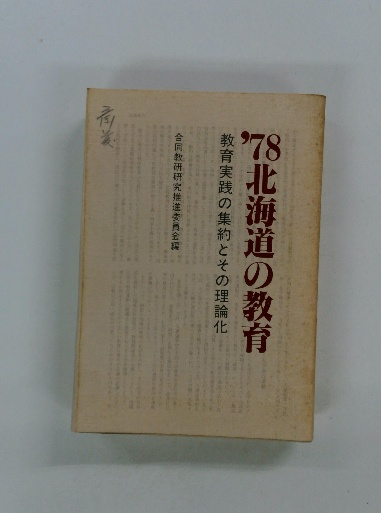 '78北海道の教育
教育実践の集約とその理論化
合同教研研究推進委員会編